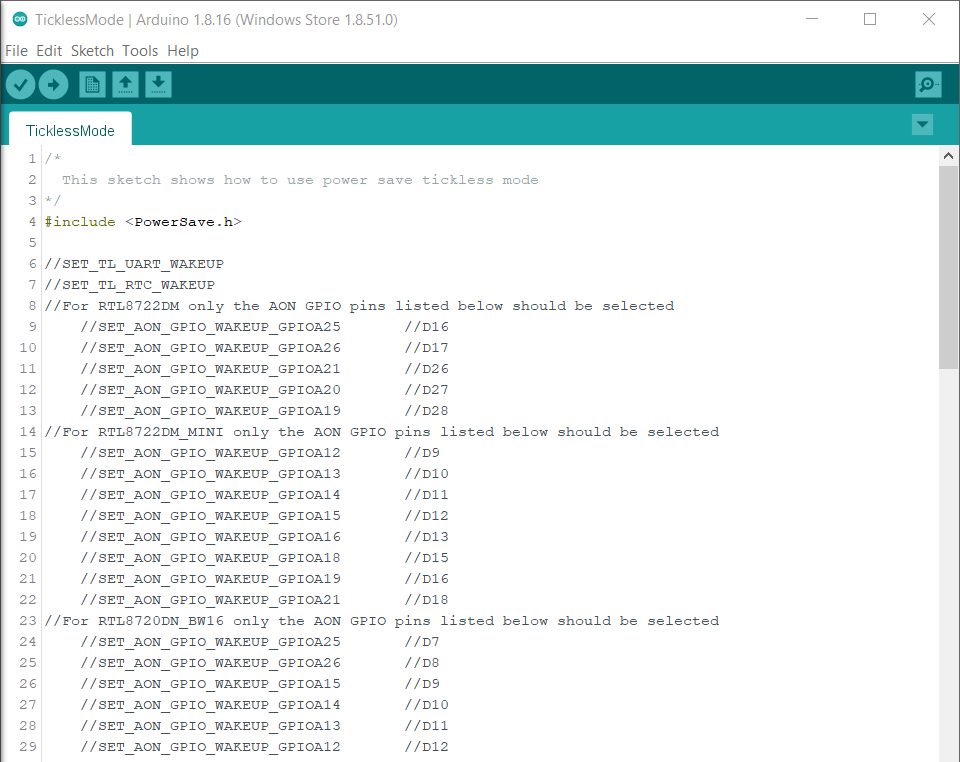 TicklessMode | Arduino 1.8.16 (Windows Store 1.8.51.0)
File Edit Sketch Tools Help
TicklessMode
1 /*
2   This sketch shows how to use power save tickless mode
3 */
4 #include <PowerSave.h>
5
6 //SET_TL_UART_WAKEUP
7 //SET_TL_RTC_WAKEUP
8 //For RTL8722DM only the AON GPIO pins listed below should be selected
9     //SET_AON_GPIO_WAKEUP_GPIOA25       //D16
10     //SET_AON_GPIO_WAKEUP_GPIOA26       //D17
11     //SET_AON_GPIO_WAKEUP_GPIOA21       //D26
12     //SET_AON_GPIO_WAKEUP_GPIOA20       //D27
13     //SET_AON_GPIO_WAKEUP_GPIOA19       //D28
14 //For RTL8722DM_MINI only the AON GPIO pins listed below should be selected
15     //SET_AON_GPIO_WAKEUP_GPIOA12       //D9
16     //SET_AON_GPIO_WAKEUP_GPIOA13       //D10
17     //SET_AON_GPIO_WAKEUP_GPIOA14       //D11
18     //SET_AON_GPIO_WAKEUP_GPIOA15       //D12
19     //SET_AON_GPIO_WAKEUP_GPIOA16       //D13
20     //SET_AON_GPIO_WAKEUP_GPIOA18       //D15
21     //SET_AON_GPIO_WAKEUP_GPIOA19       //D16
22     //SET_AON_GPIO_WAKEUP_GPIOA21       //D18
23 //For RTL8720DN_BW16 only the AON GPIO pins listed below should be selected
24     //SET_AON_GPIO_WAKEUP_GPIOA25       //D7
25     //SET_AON_GPIO_WAKEUP_GPIOA26       //D8
26     //SET_AON_GPIO_WAKEUP_GPIOA15       //D9
27     //SET_AON_GPIO_WAKEUP_GPIOA14       //D10
28     //SET_AON_GPIO_WAKEUP_GPIOA13       //D11
29     //SET_AON_GPIO_WAKEUP_GPIOA12       //D12